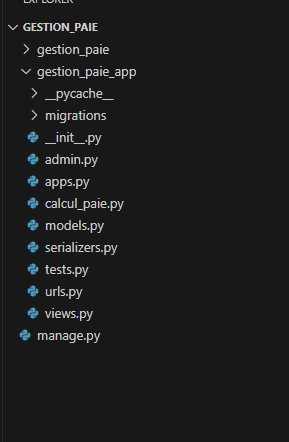 EXPLORER
GESTION_PAIE
gestion_paie
gestion_paie_app
__pycache__
migrations
__init__.py
admin.py
apps.py
calcul_paie.py
models.py
serializers.py
tests.py
urls.py
views.py
manage.py